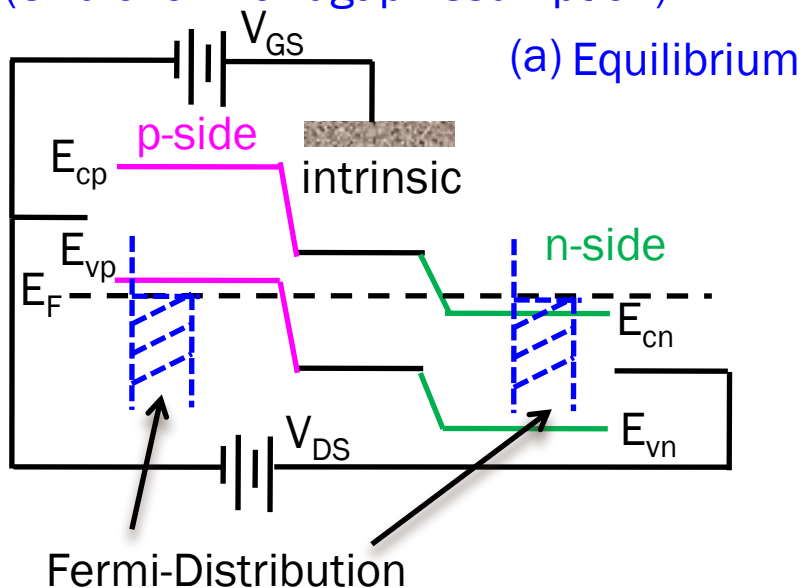 V_GS
(a) Equilibrium
p-side
E_cp
intrinsic
E_vp
n-side
E_F
E_cn
V_DS
E_vn
Fermi-Distribution